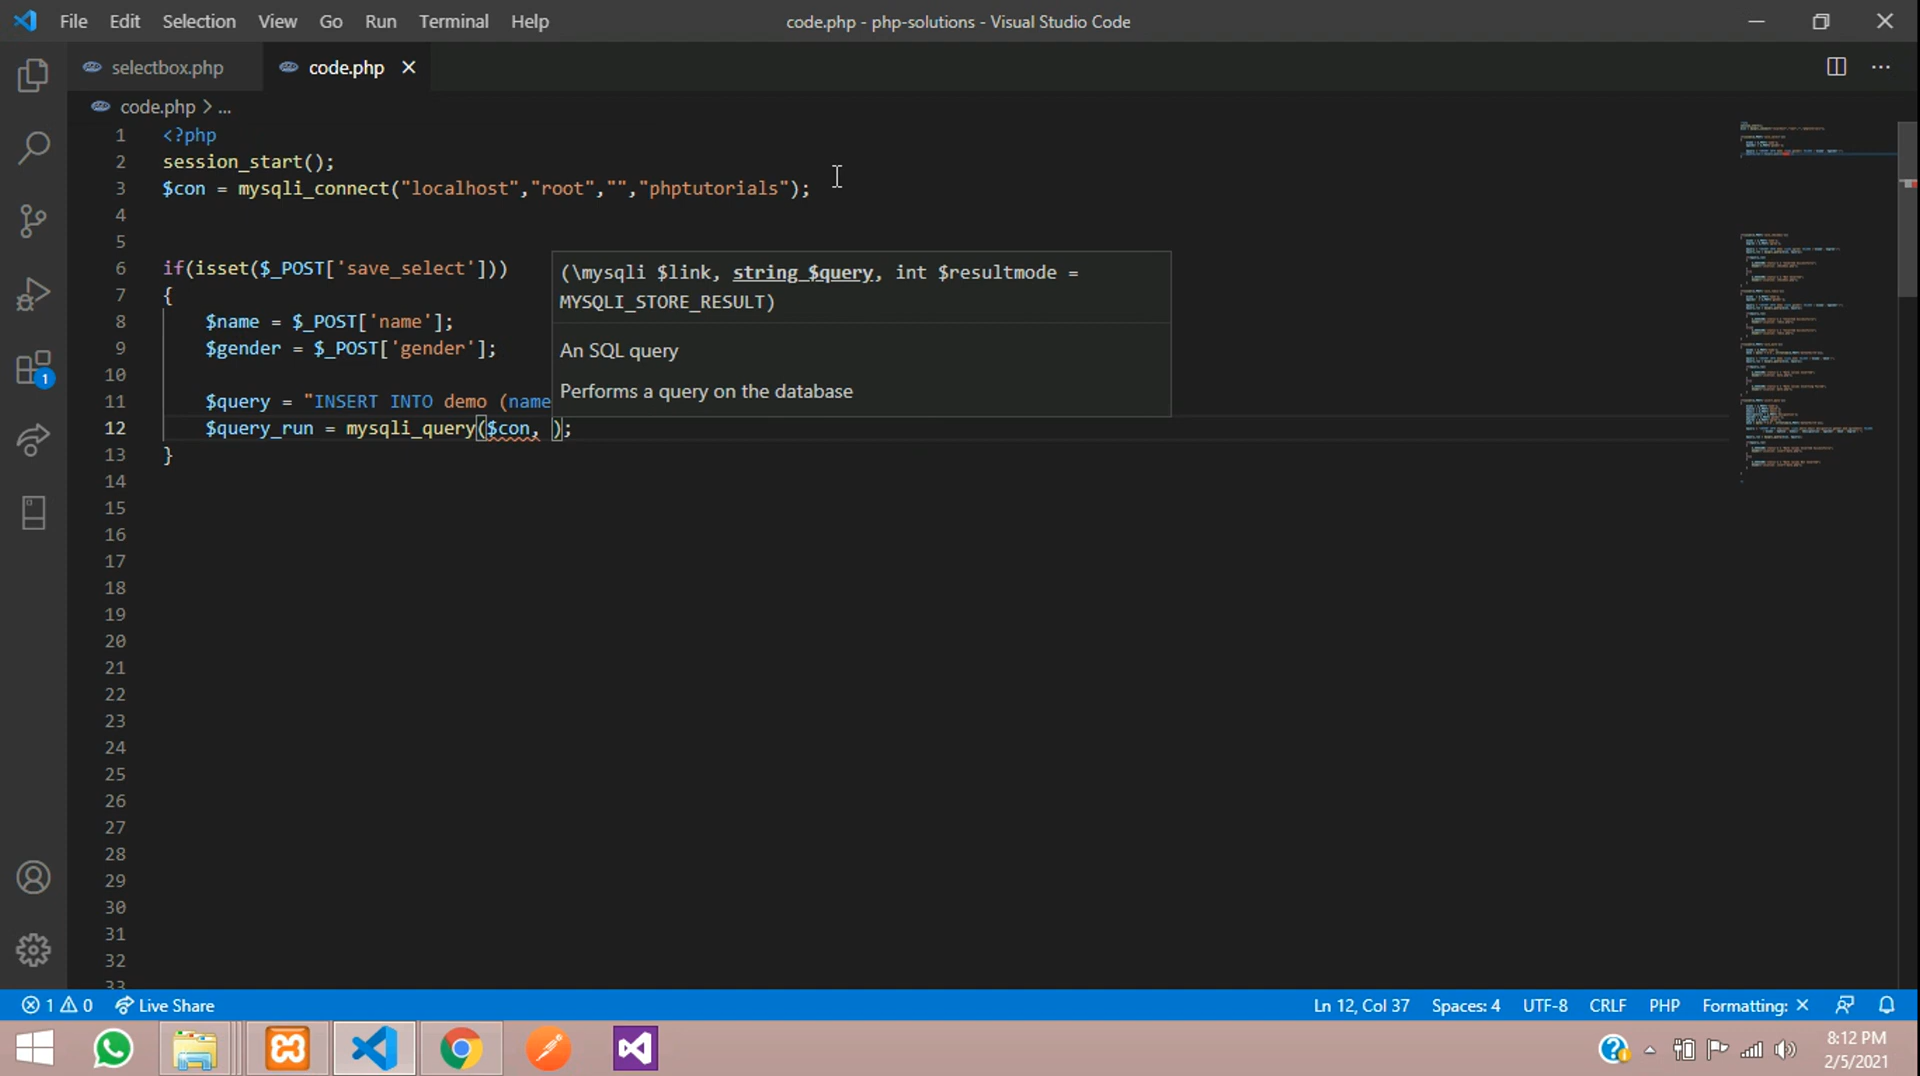 File Edit Selection View Go Run Terminal Help code.php - php-solutions - Visual Studio Code
selectbox.php code.php
code.php > ...
1 <?php
2 session_start();
3 $con = mysqli_connect("localhost","root","","phptutorials");
4
5
6 if(isset($_POST['save_select']))
7 {
8 $name = $_POST['name'];
9 $gender = $_POST['gender'];
10
11 $query = "INSERT INTO demo (name
12 $query_run = mysqli_query($con, );
13 }
14
15
16
17
18
19
20
21
22
23
24
25
26
27
28
29
30
31
32
33
(\mysqli $link, string $query, int $resultmode =
MYSQLI_STORE_RESULT)
An SQL query
Performs a query on the database
1
1 0 Live Share Ln 12, Col 37 Spaces: 4 UTF-8 CRLF PHP Formatting: ×
8:12 PM
2/5/2021